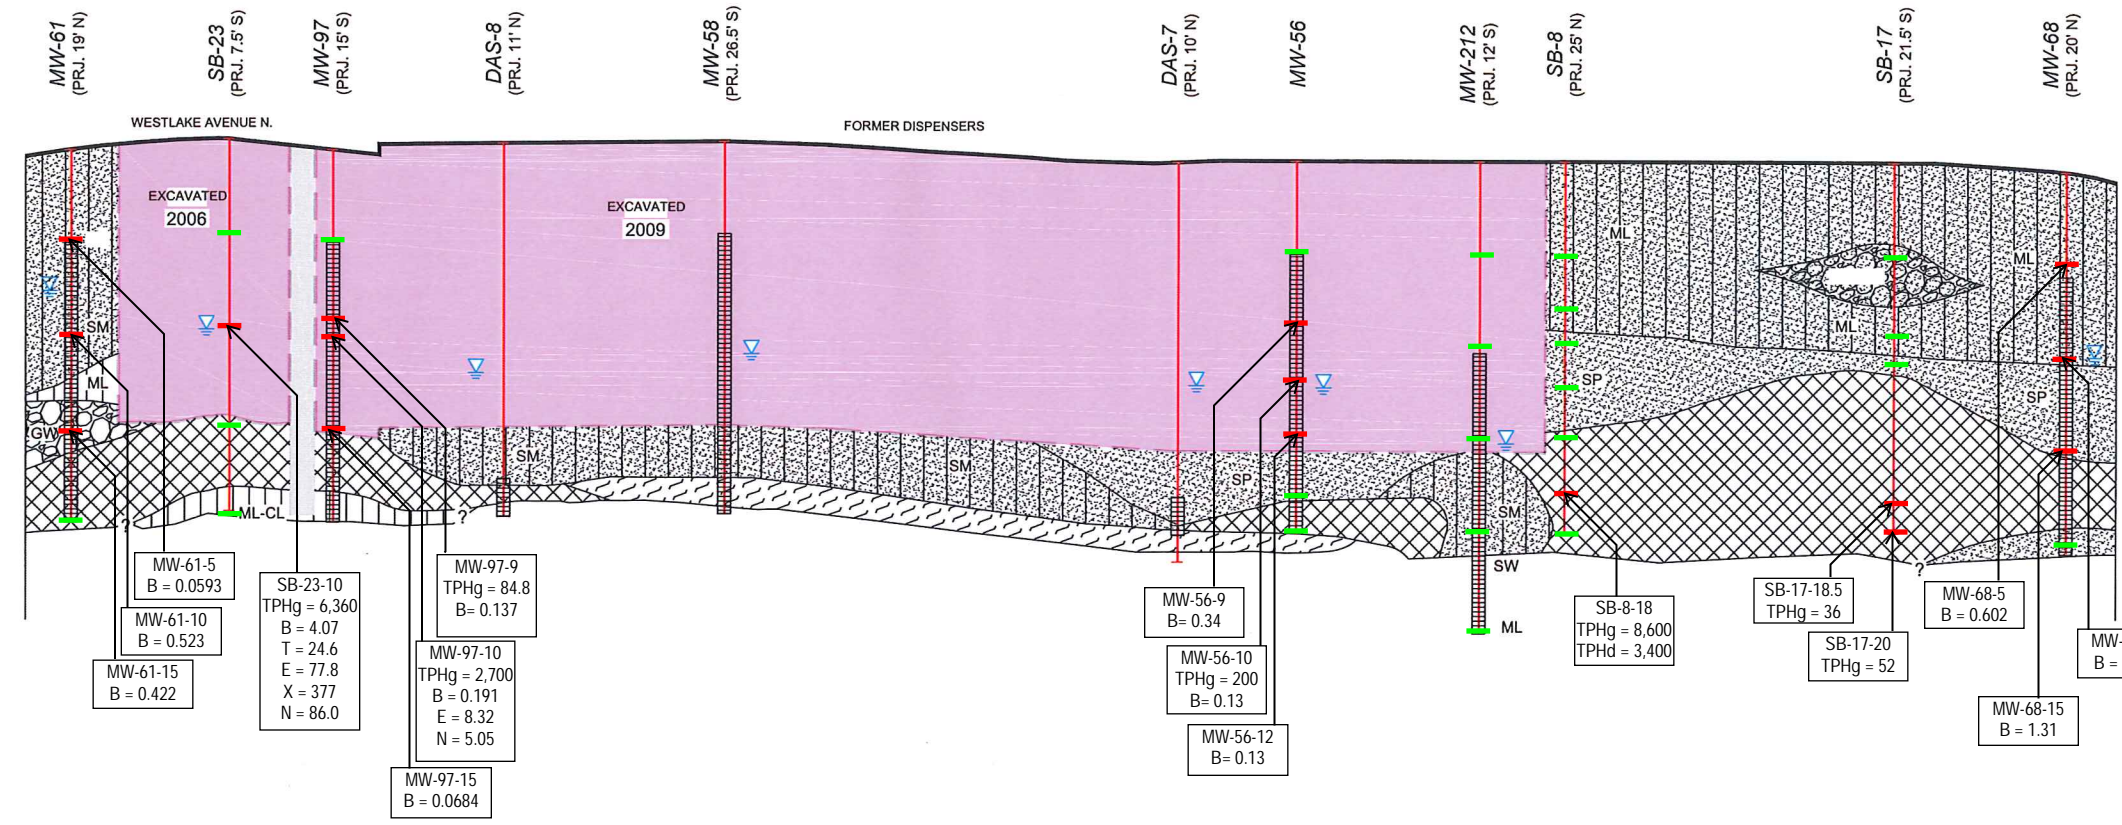 MW-61
(PRJ. 19' N)
SB-23
(PRJ. 7.5' S)
MW-97
(PRJ. 15' S)
DAS-8
(PRJ. 11' N)
MW-58
(PRJ. 26.5' S)
DAS-7
(PRJ. 10' N)
MW-56
MW-212
(PRJ. 12' S)
SB-8
(PRJ. 25' N)
SB-17
(PRJ. 21.5' S)
MW-68
(PRJ. 20' N)
WESTLAKE AVENUE N.
FORMER DISPENSERS
EXCAVATED
2006
EXCAVATED
2009
ML
ML
SM
ML
ML
SP
SP
GW
SM
SM
SP
SM
ML-CL
?
?
SW
?
ML
MW-61-5
B = 0.0593
MW-61-10
B = 0.523
MW-61-15
B = 0.422
SB-23-10
TPHg = 6,360
B = 4.07
T = 24.6
E = 77.8
X = 377
N = 86.0
MW-97-9
TPHg = 84.8
B= 0.137
MW-97-10
TPHg = 2,700
B = 0.191
E = 8.32
N = 5.05
MW-97-15
B = 0.0684
MW-56-9
B= 0.34
MW-56-10
TPHg = 200
B= 0.13
MW-56-12
B= 0.13
SB-8-18
TPHg = 8,600
TPHd = 3,400
SB-17-18.5
TPHg = 36
SB-17-20
TPHg = 52
MW-68-5
B = 0.602
MW-
B =
MW-68-15
B = 1.31